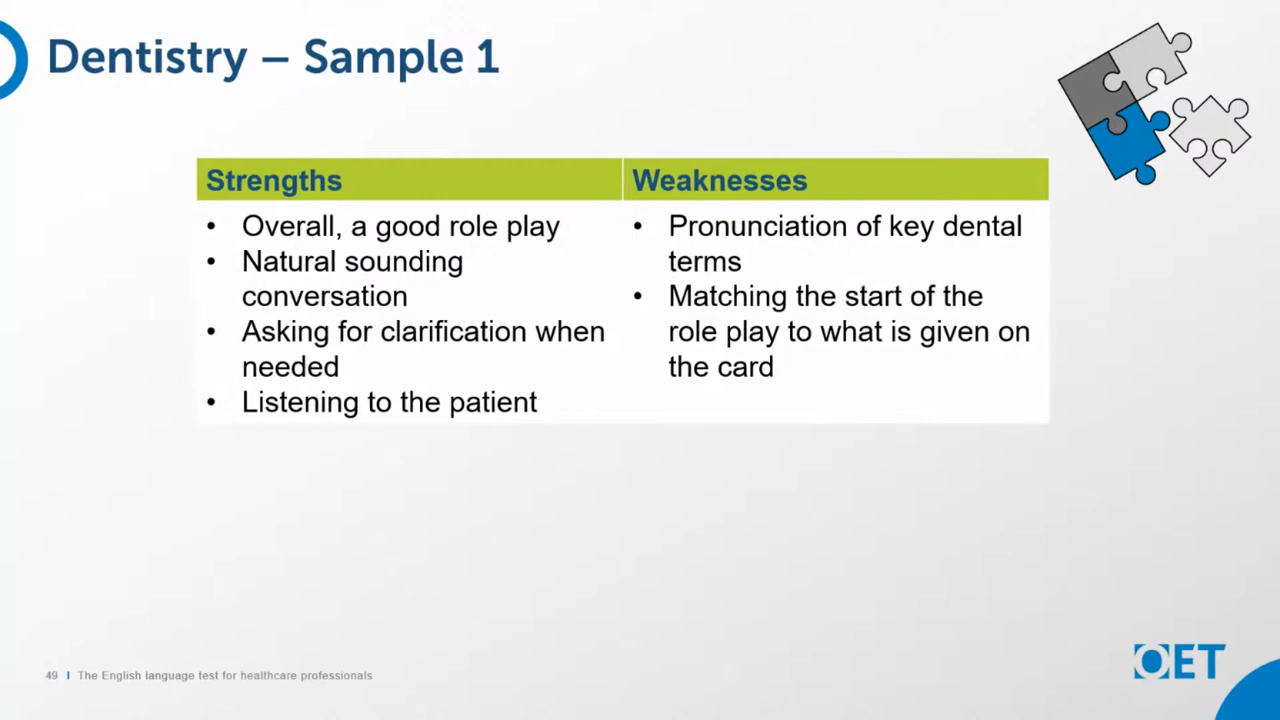 Dentistry – Sample 1
Strengths
• Overall, a good role play
• Natural sounding
conversation
• Asking for clarification when
needed
• Listening to the patient
Weaknesses
• Pronunciation of key dental
terms
• Matching the start of the
role play to what is given on
the card
49 I The English language test for healthcare professionals
OET